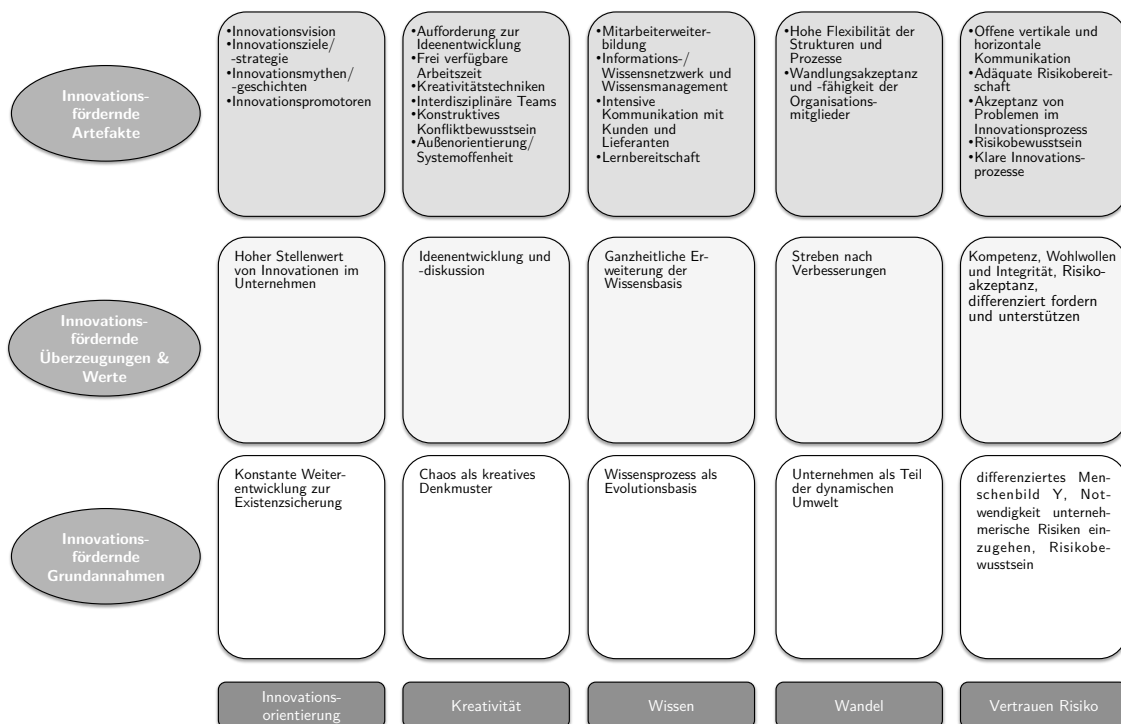 Innovations-
fördernde
Artefakte
•Innovationsvision
•Innovationsziele/
-strategie
•Innovationsmythen/
-geschichten
•Innovationspromotoren
•Aufforderung zur
Ideenentwicklung
•Frei verfügbare
Arbeitszeit
•Kreativitätstechniken
•Interdisziplinäre Teams
•Konstruktives
Konfliktbewusstsein
•Außenorientierung/
Systemoffenheit
•Mitarbeiterweiter-
bildung
•Informations-/
Wissensnetzwerk und
Wissensmanagement
•Intensive
Kommunikation mit
Kunden und
Lieferanten
•Lernbereitschaft
•Hohe Flexibilität der
Strukturen und
Prozesse
•Wandlungsakzeptanz
und -fähigkeit der
Organisations-
mitglieder
•Offene vertikale und
horizontale
Kommunikation
•Adäquate Risikobereit-
schaft
•Akzeptanz von
Problemen im
Innovationsprozess
•Risikobewusstsein
•Klare Innovations-
prozesse
Innovations-
fördernde
Überzeugungen &
Werte
Hoher Stellenwert
von Innovationen im
Unternehmen
Ideenentwicklung und
-diskussion
Ganzheitliche Er-
weiterung der
Wissensbasis
Streben nach
Verbesserungen
Kompetenz, Wohlwollen
und Integrität, Risiko-
akzeptanz,
differenziert fordern
und unterstützen
Innovations-
fördernde
Grundannahmen
Konstante Weiter-
entwicklung zur
Existenzsicherung
Chaos als kreatives
Denkmuster
Wissensprozess als
Evolutionsbasis
Unternehmen als Teil
der dynamischen
Umwelt
differenziertes Men-
schenbild Y, Not-
wendigkeit unterneh-
merische Risiken ein-
zugehen, Risikobe-
wusstsein
Innovations-
orientierung
Kreativität
Wissen
Wandel
Vertrauen Risiko